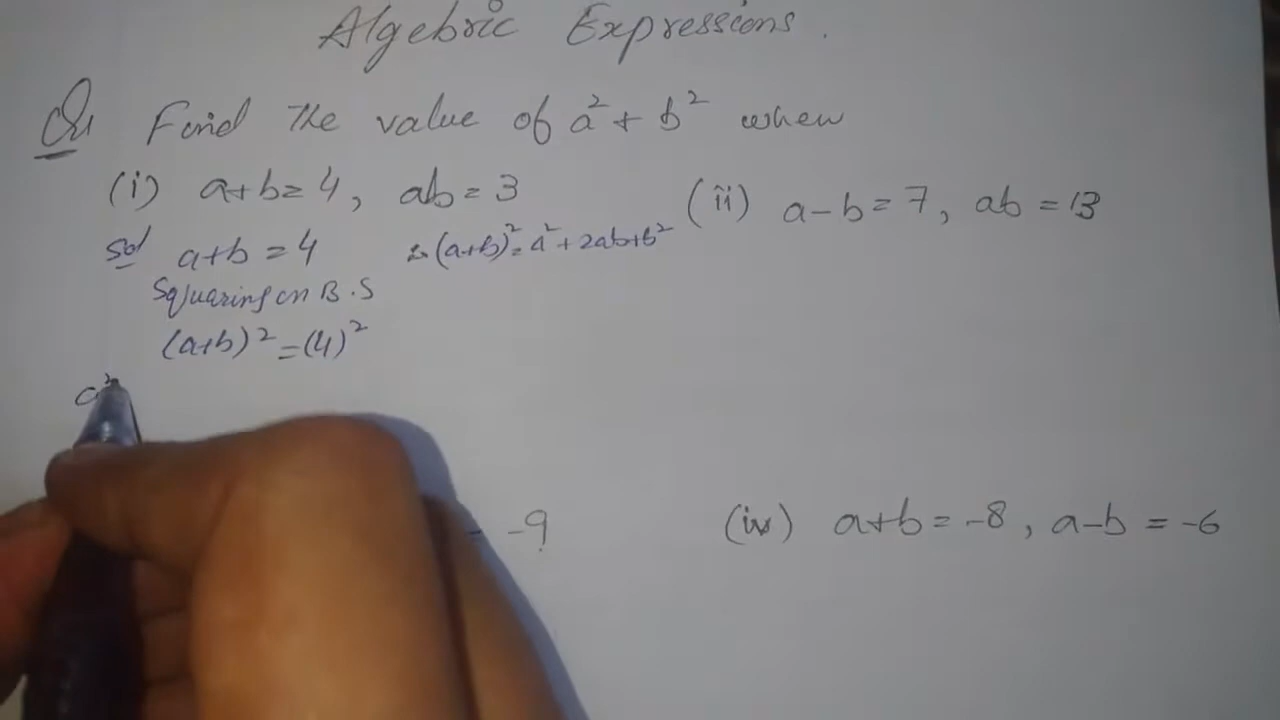 Algebric Expressions.
Q1 Find the value of a² + b² when
(i) a+b=4, ab=3
(ii) a-b=7, ab=13
Sol a+b=4 ∴(a+b)²=a²+2ab+b²
Squaring on B.S
(a+b)²=(4)²
a²
-9
(iv) a+b=-8, a-b=-6